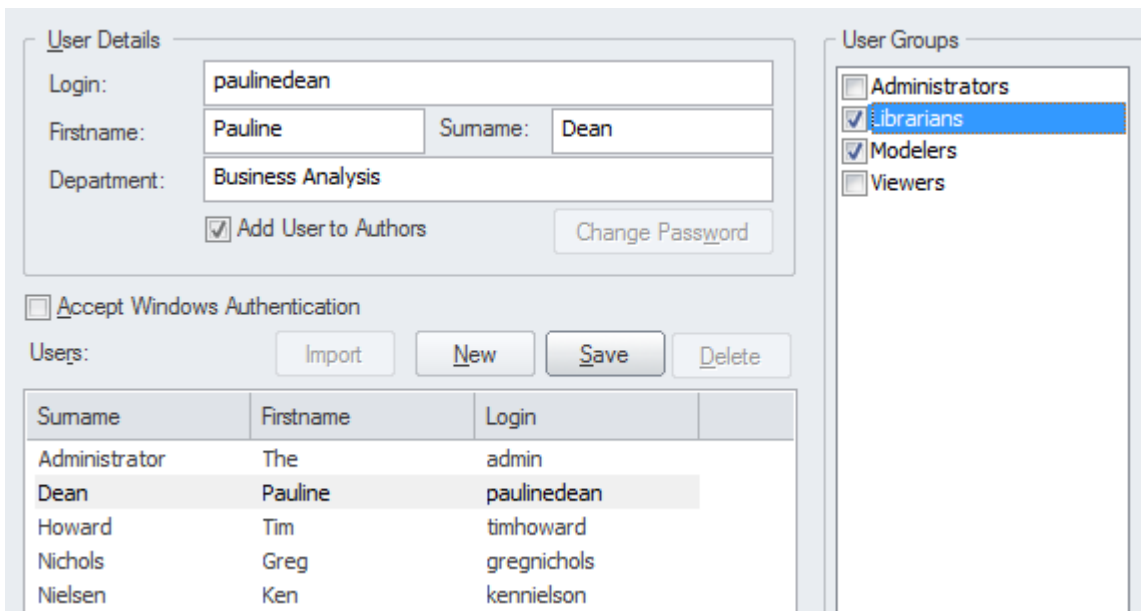 User Details
Login: paulinedean
Firstname: Pauline Surname: Dean
Department: Business Analysis
Add User to Authors Change Password
Accept Windows Authentication
Users: Import New Save Delete
Surname Firstname Login
Administrator The admin
Dean Pauline paulinedean
Howard Tim timhoward
Nichols Greg gregnichols
Nielsen Ken kennielson
User Groups
Administrators
Librarians
Modelers
Viewers